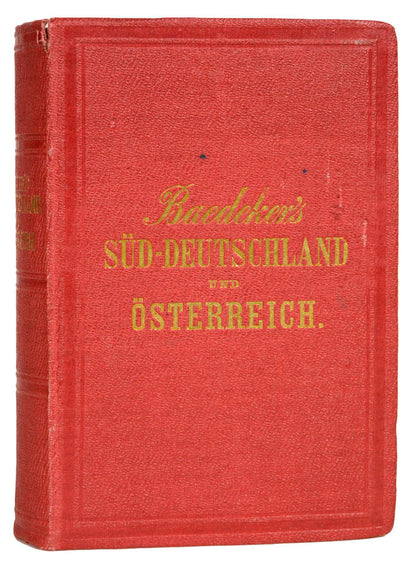 Baedeker's
SÜD-DEUTSCHLAND
UND
ÖSTERREICH.